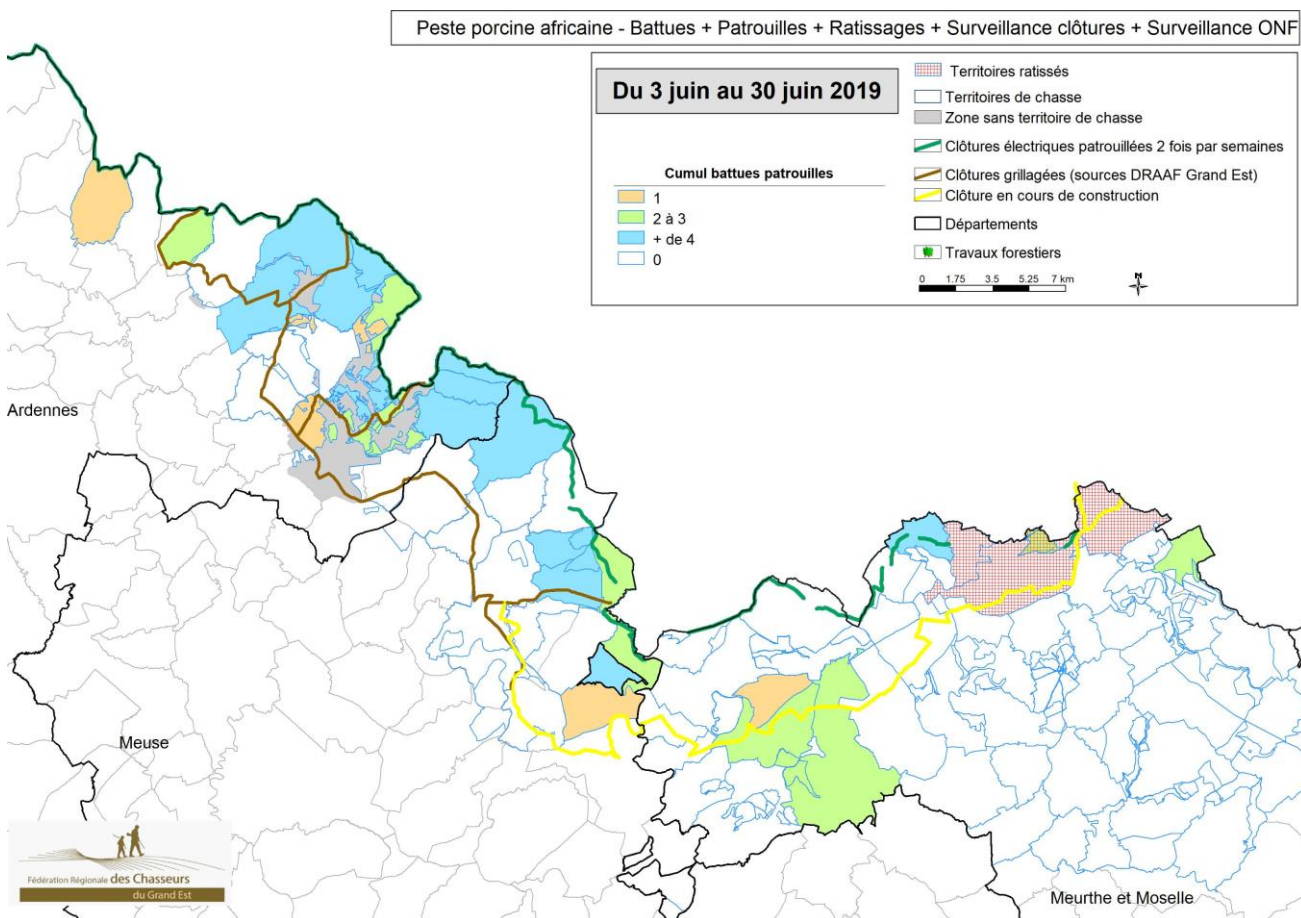 Peste porcine africaine - Battues + Patrouilles + Ratissages + Surveillance clôtures + Surveillance ONF
Du 3 juin au 30 juin 2019
Cumul battues patrouilles
1
2 à 3
+ de 4
0
Territoires ratissés
Territoires de chasse
Zone sans territoire de chasse
Clôtures électriques patrouillées 2 fois par semaines
Clôtures grillagées (sources DRAAF Grand Est)
Clôture en cours de construction
Départements
Travaux forestiers
0 1.75 3.5 5.25 7 km
N
Ardennes
Meuse
Meurthe et Moselle
Fédération Régionale des Chasseurs
du Grand Est